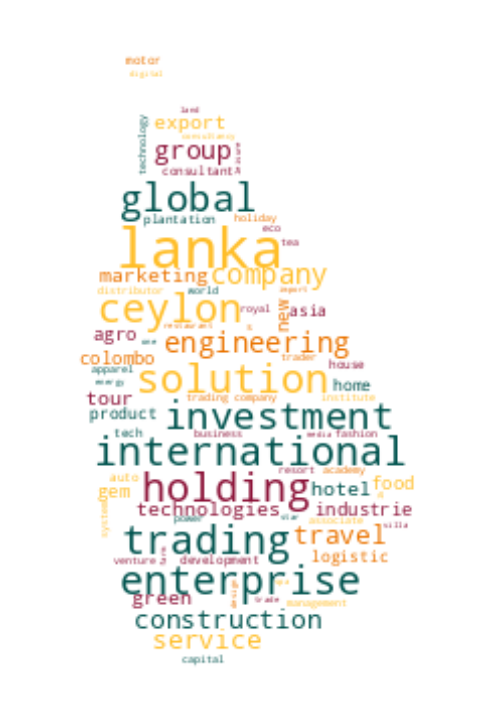 motor
digital
land
export
technology
consultancy
group
consultant
global
plantation
holiday
eco
lanka
tea
marketing
company
distributor
world
import
ceylon
royal
new
asia
restaurant
agro
one
engineering
colombo
trader
apparel
house
solution
energy
home
tour
trading company
institute
product
investment
tech
business
media
fashion
international
resort
academy
auto
holding
hotel
food
gem
system
technologies
industrie
power
star
associate
villa
trading
travel
logistic
venture
development
enterprise
green
design
trade
management
construction
service
capital